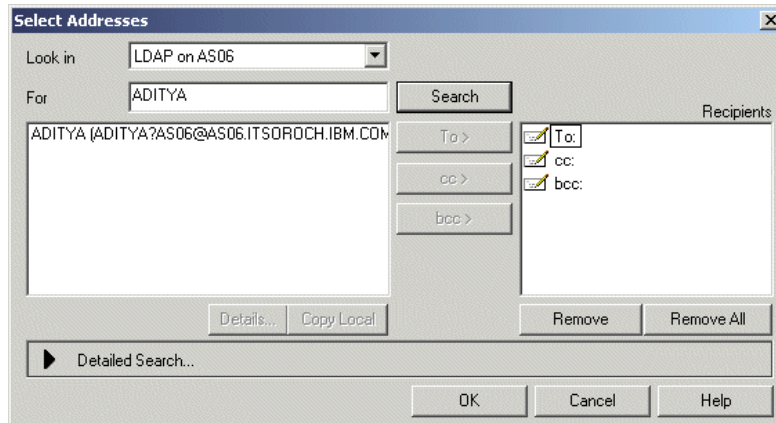 Select Addresses
Look in LDAP on AS06
For ADITYA Search
Recipients
ADITYA (ADITYA?AS06@AS06.ITSOROCH.IBM.COM
To >
cc >
bcc >
To:
cc:
bcc:
Details... Copy Local Remove Remove All
Detailed Search...
OK Cancel Help